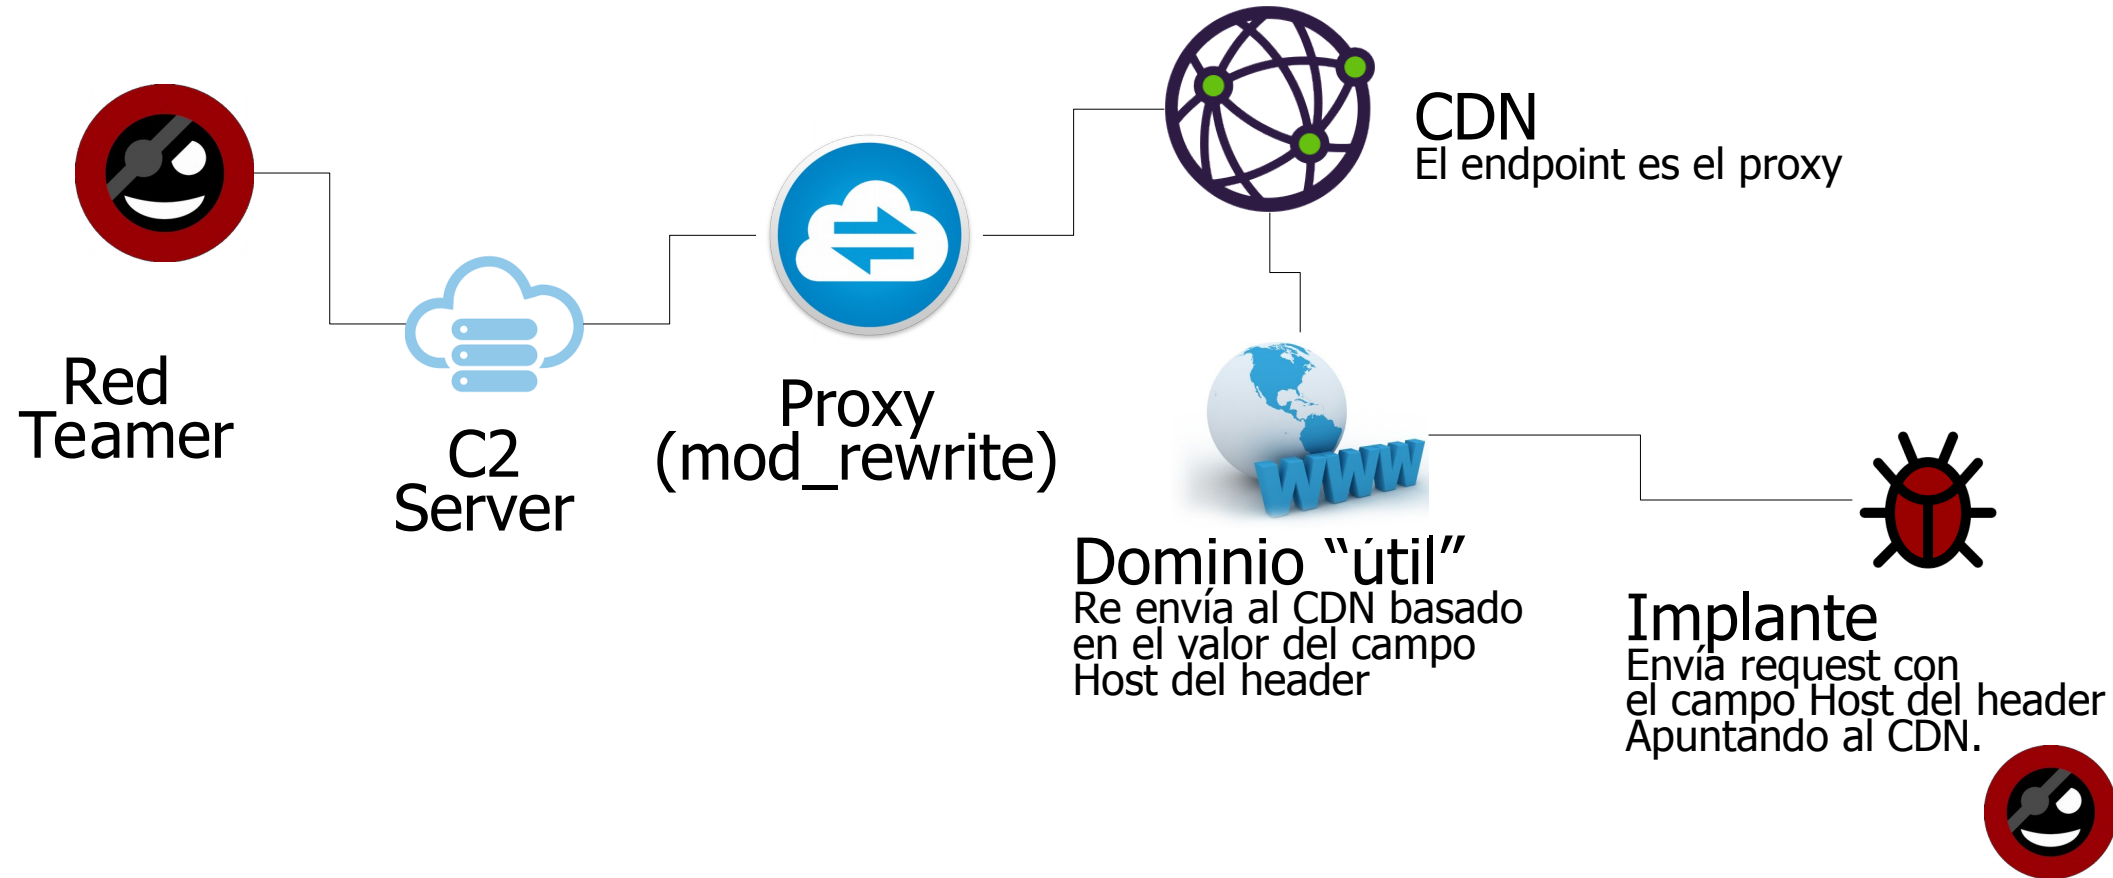 Red
Teamer
C2
Server
Proxy
(mod_rewrite)
CDN
El endpoint es el proxy
WWW
Dominio “útil”
Re envía al CDN basado
en el valor del campo
Host del header
Implante
Envía request con
el campo Host del header
Apuntando al CDN.